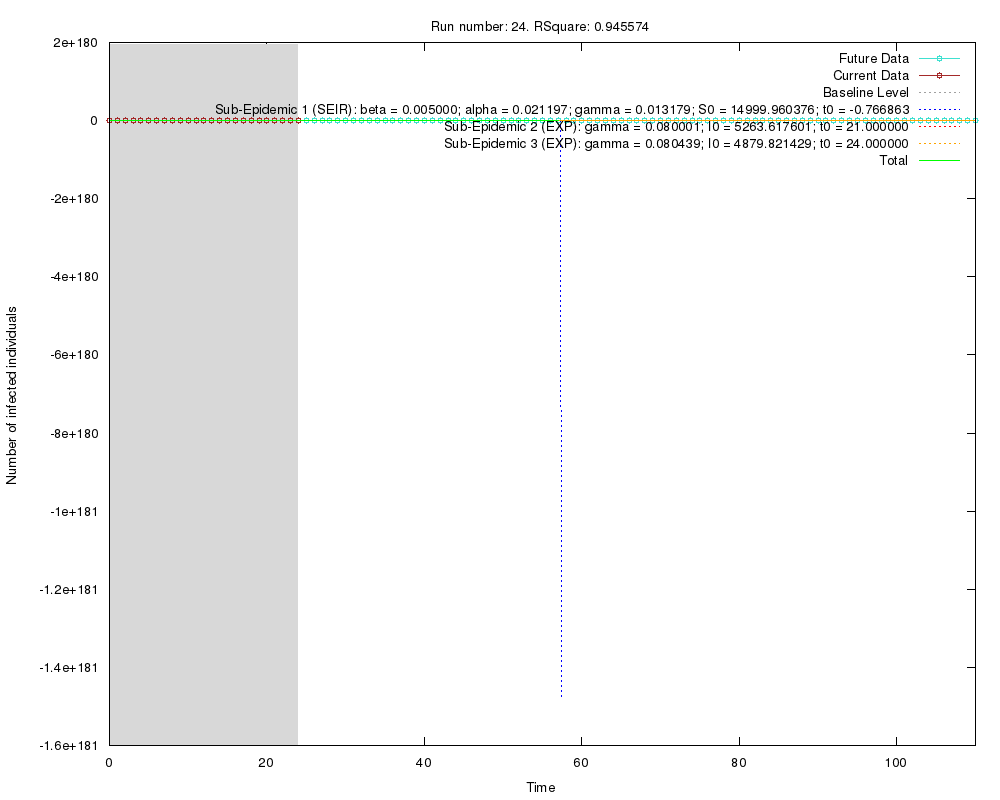 Run number: 24. RSquare: 0.945574
2e+180
0
-2e+180
-4e+180
-6e+180
-8e+180
-1e+181
-1.2e+181
-1.4e+181
-1.6e+181
Number of infected individuals
Future Data
Current Data
Baseline Level
Sub-Epidemic 1 (SEIR): beta = 0.005000; alpha = 0.021197; gamma = 0.013179; S0 = 14999.960376; t0 = -0.766863
Sub-Epidemic 2 (EXP): gamma = 0.080001; I0 = 5263.617601; t0 = 21.000000
Sub-Epidemic 3 (EXP): gamma = 0.080439; I0 = 4879.821429; t0 = 24.000000
Total
0 20 40 60 80 100
Time